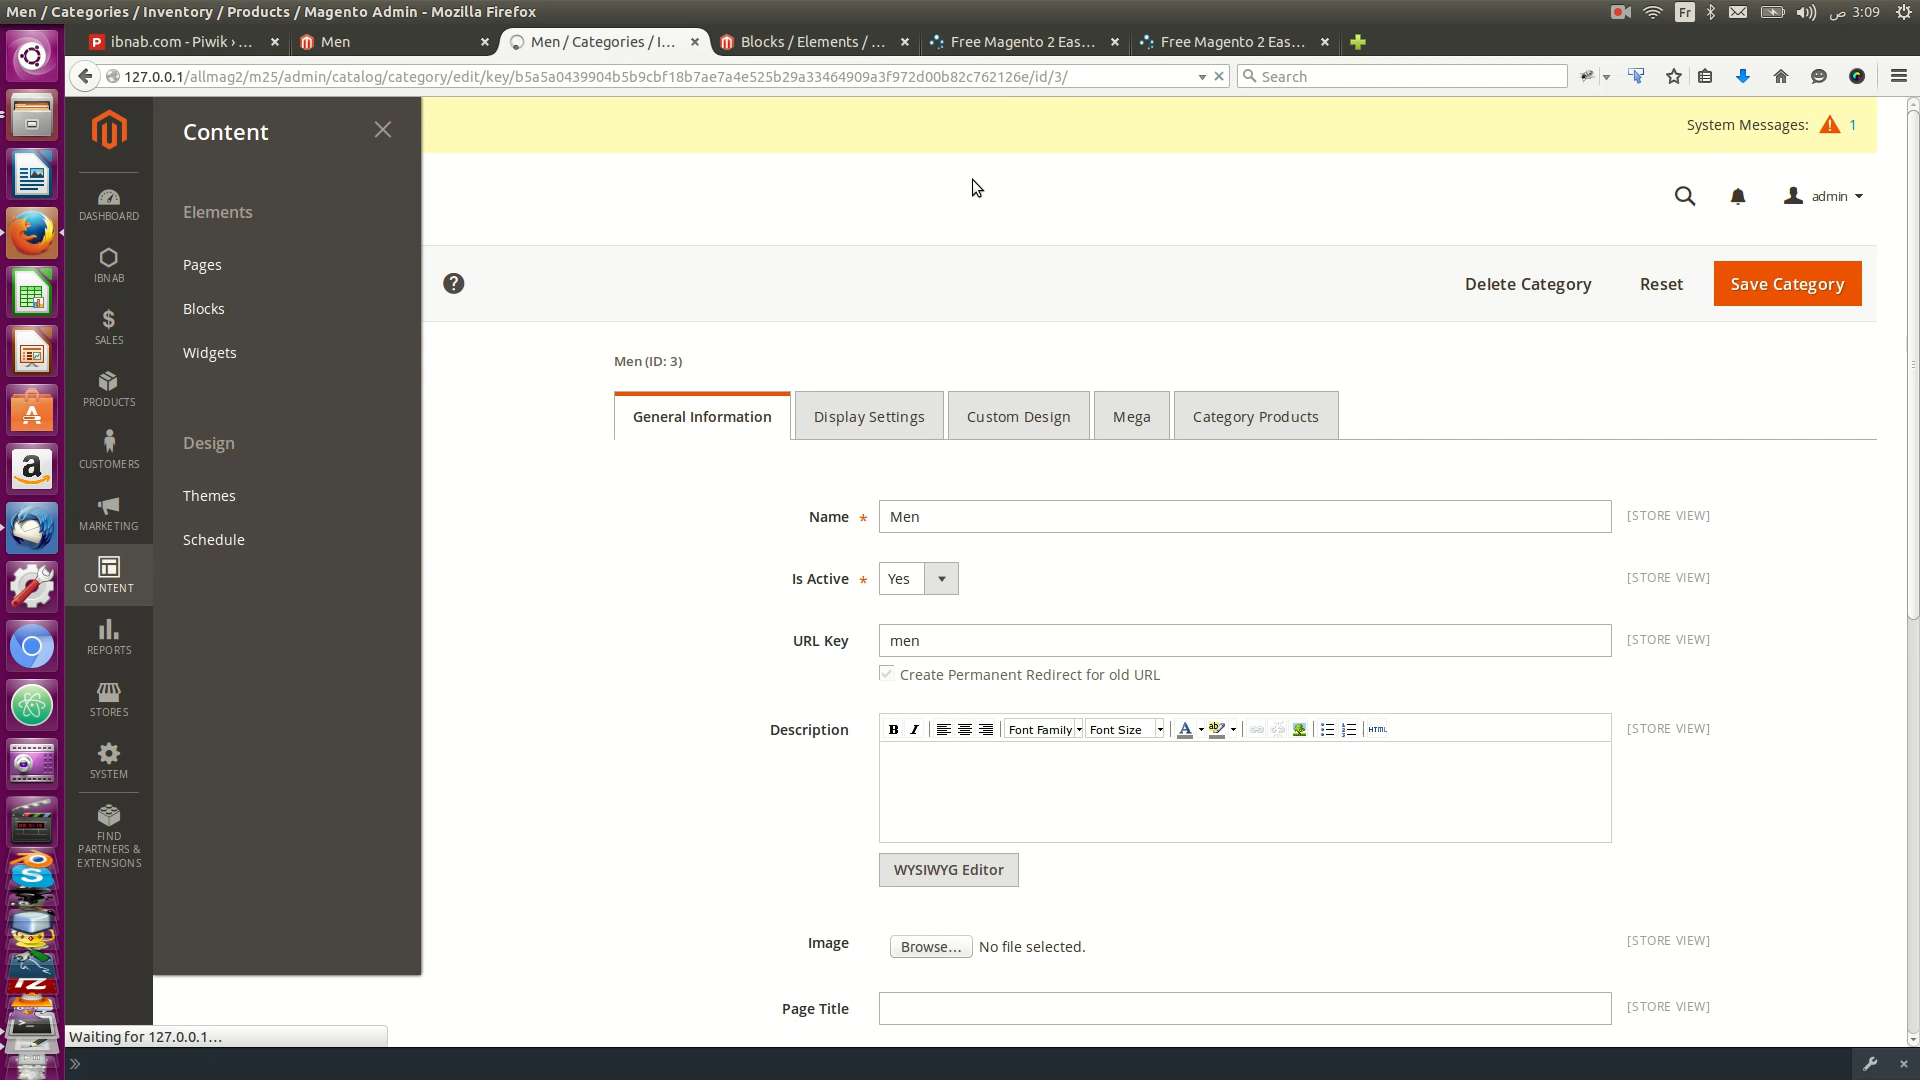 Men / Categories / Inventory / Products / Magento Admin - Mozilla Firefox
Fr
ص 3:09
ibnab.com - Piwik › ...
Men
Men / Categories / I...
Blocks / Elements / ...
Free Magento 2 Eas...
Free Magento 2 Eas...
127.0.0.1/allmag2/m25/admin/catalog/category/edit/key/b5a5a0439904b5b9cbf18b7ae7a4e525b29a33464909a3f972d00b82c762126e/id/3/
Search
Content
System Messages: 1
admin
DASHBOARD
IBNAB
SALES
PRODUCTS
CUSTOMERS
MARKETING
CONTENT
REPORTS
STORES
SYSTEM
FIND
PARTNERS &
EXTENSIONS
Elements
Pages
Blocks
Widgets
Design
Themes
Schedule
?
Delete Category
Reset
Save Category
Men (ID: 3)
General Information
Display Settings
Custom Design
Mega
Category Products
Name * Men [STORE VIEW]
Is Active * Yes [STORE VIEW]
URL Key men [STORE VIEW]
Create Permanent Redirect for old URL
Description B I Font Family Font Size A ab HTML [STORE VIEW]
WYSIWYG Editor
Image Browse... No file selected. [STORE VIEW]
Page Title [STORE VIEW]
Waiting for 127.0.0.1...